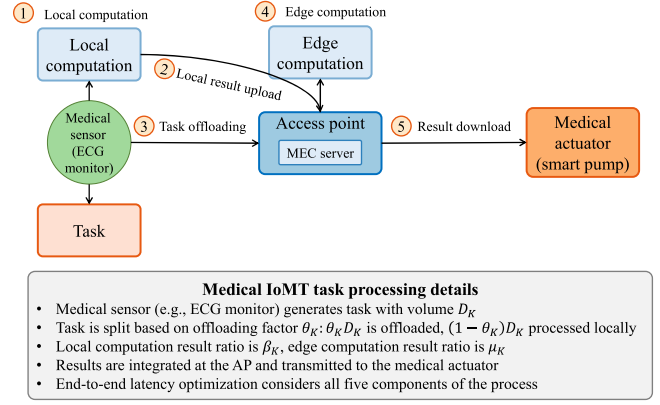 1 Local computation
4 Edge computation
Local
computation
2 Local result upload
Edge
computation
Medical
sensor
(ECG
monitor)
3 Task offloading
Access point
MEC server
5 Result download
Medical
actuator
(smart pump)
Task
Medical IoMT task processing details
• Medical sensor (e.g., ECG monitor) generates task with volume D_K
• Task is split based on offloading factor θ_K: θ_K D_K is offloaded, (1 − θ_K)D_K processed locally
• Local computation result ratio is β_K, edge computation result ratio is μ_K
• Results are integrated at the AP and transmitted to the medical actuator
• End-to-end latency optimization considers all five components of the process